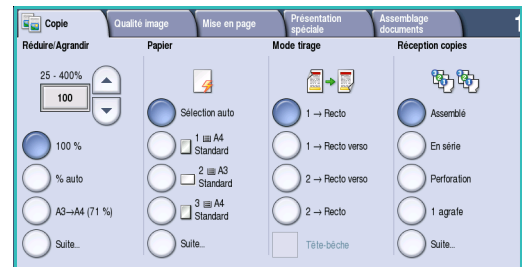 Copie
Qualité image
Mise en page
Présentation
spéciale
Assemblage
documents
Réduire/Agrandir
Papier
Mode tirage
Réception copies
25 - 400%
100
Sélection auto
1 → Recto
Assemblé
100 %
1 A4
Standard
1 → Recto verso
En série
% auto
2 A3
Standard
2 → Recto verso
Perforation
A3→A4 (71 %)
3 A4
Standard
2 → Recto
1 agrafe
Suite...
Suite...
Tête-bêche
Suite...